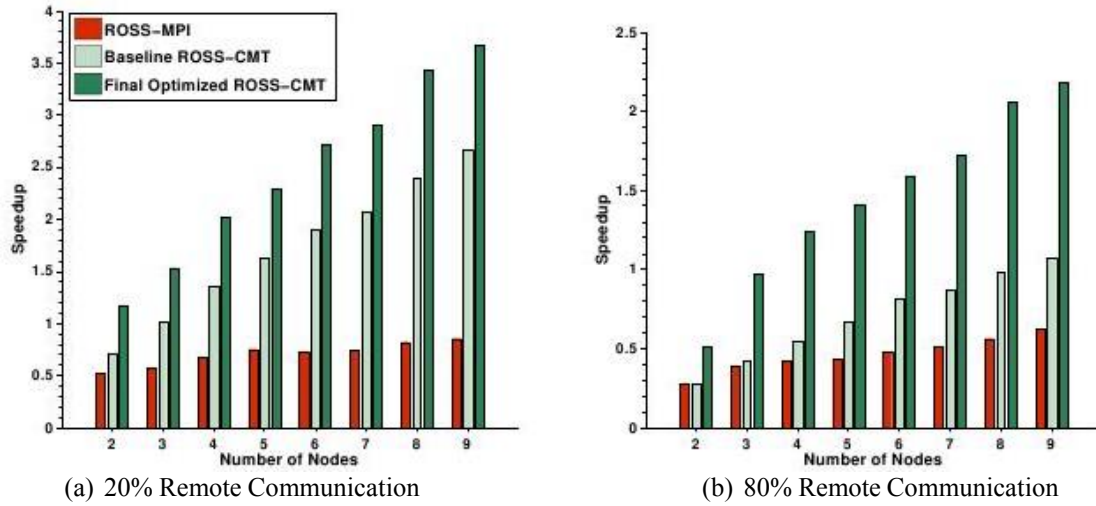 4
3.5
3
2.5
2
1.5
1
0.5
0
Speedup
ROSS-MPI
Baseline ROSS-CMT
Final Optimized ROSS-CMT
2 3 4 5 6 7 8 9
Number of Nodes
(a) 20% Remote Communication
2.5
2
1.5
1
0.5
0
Speedup
2 3 4 5 6 7 8 9
Number of Nodes
(b) 80% Remote Communication